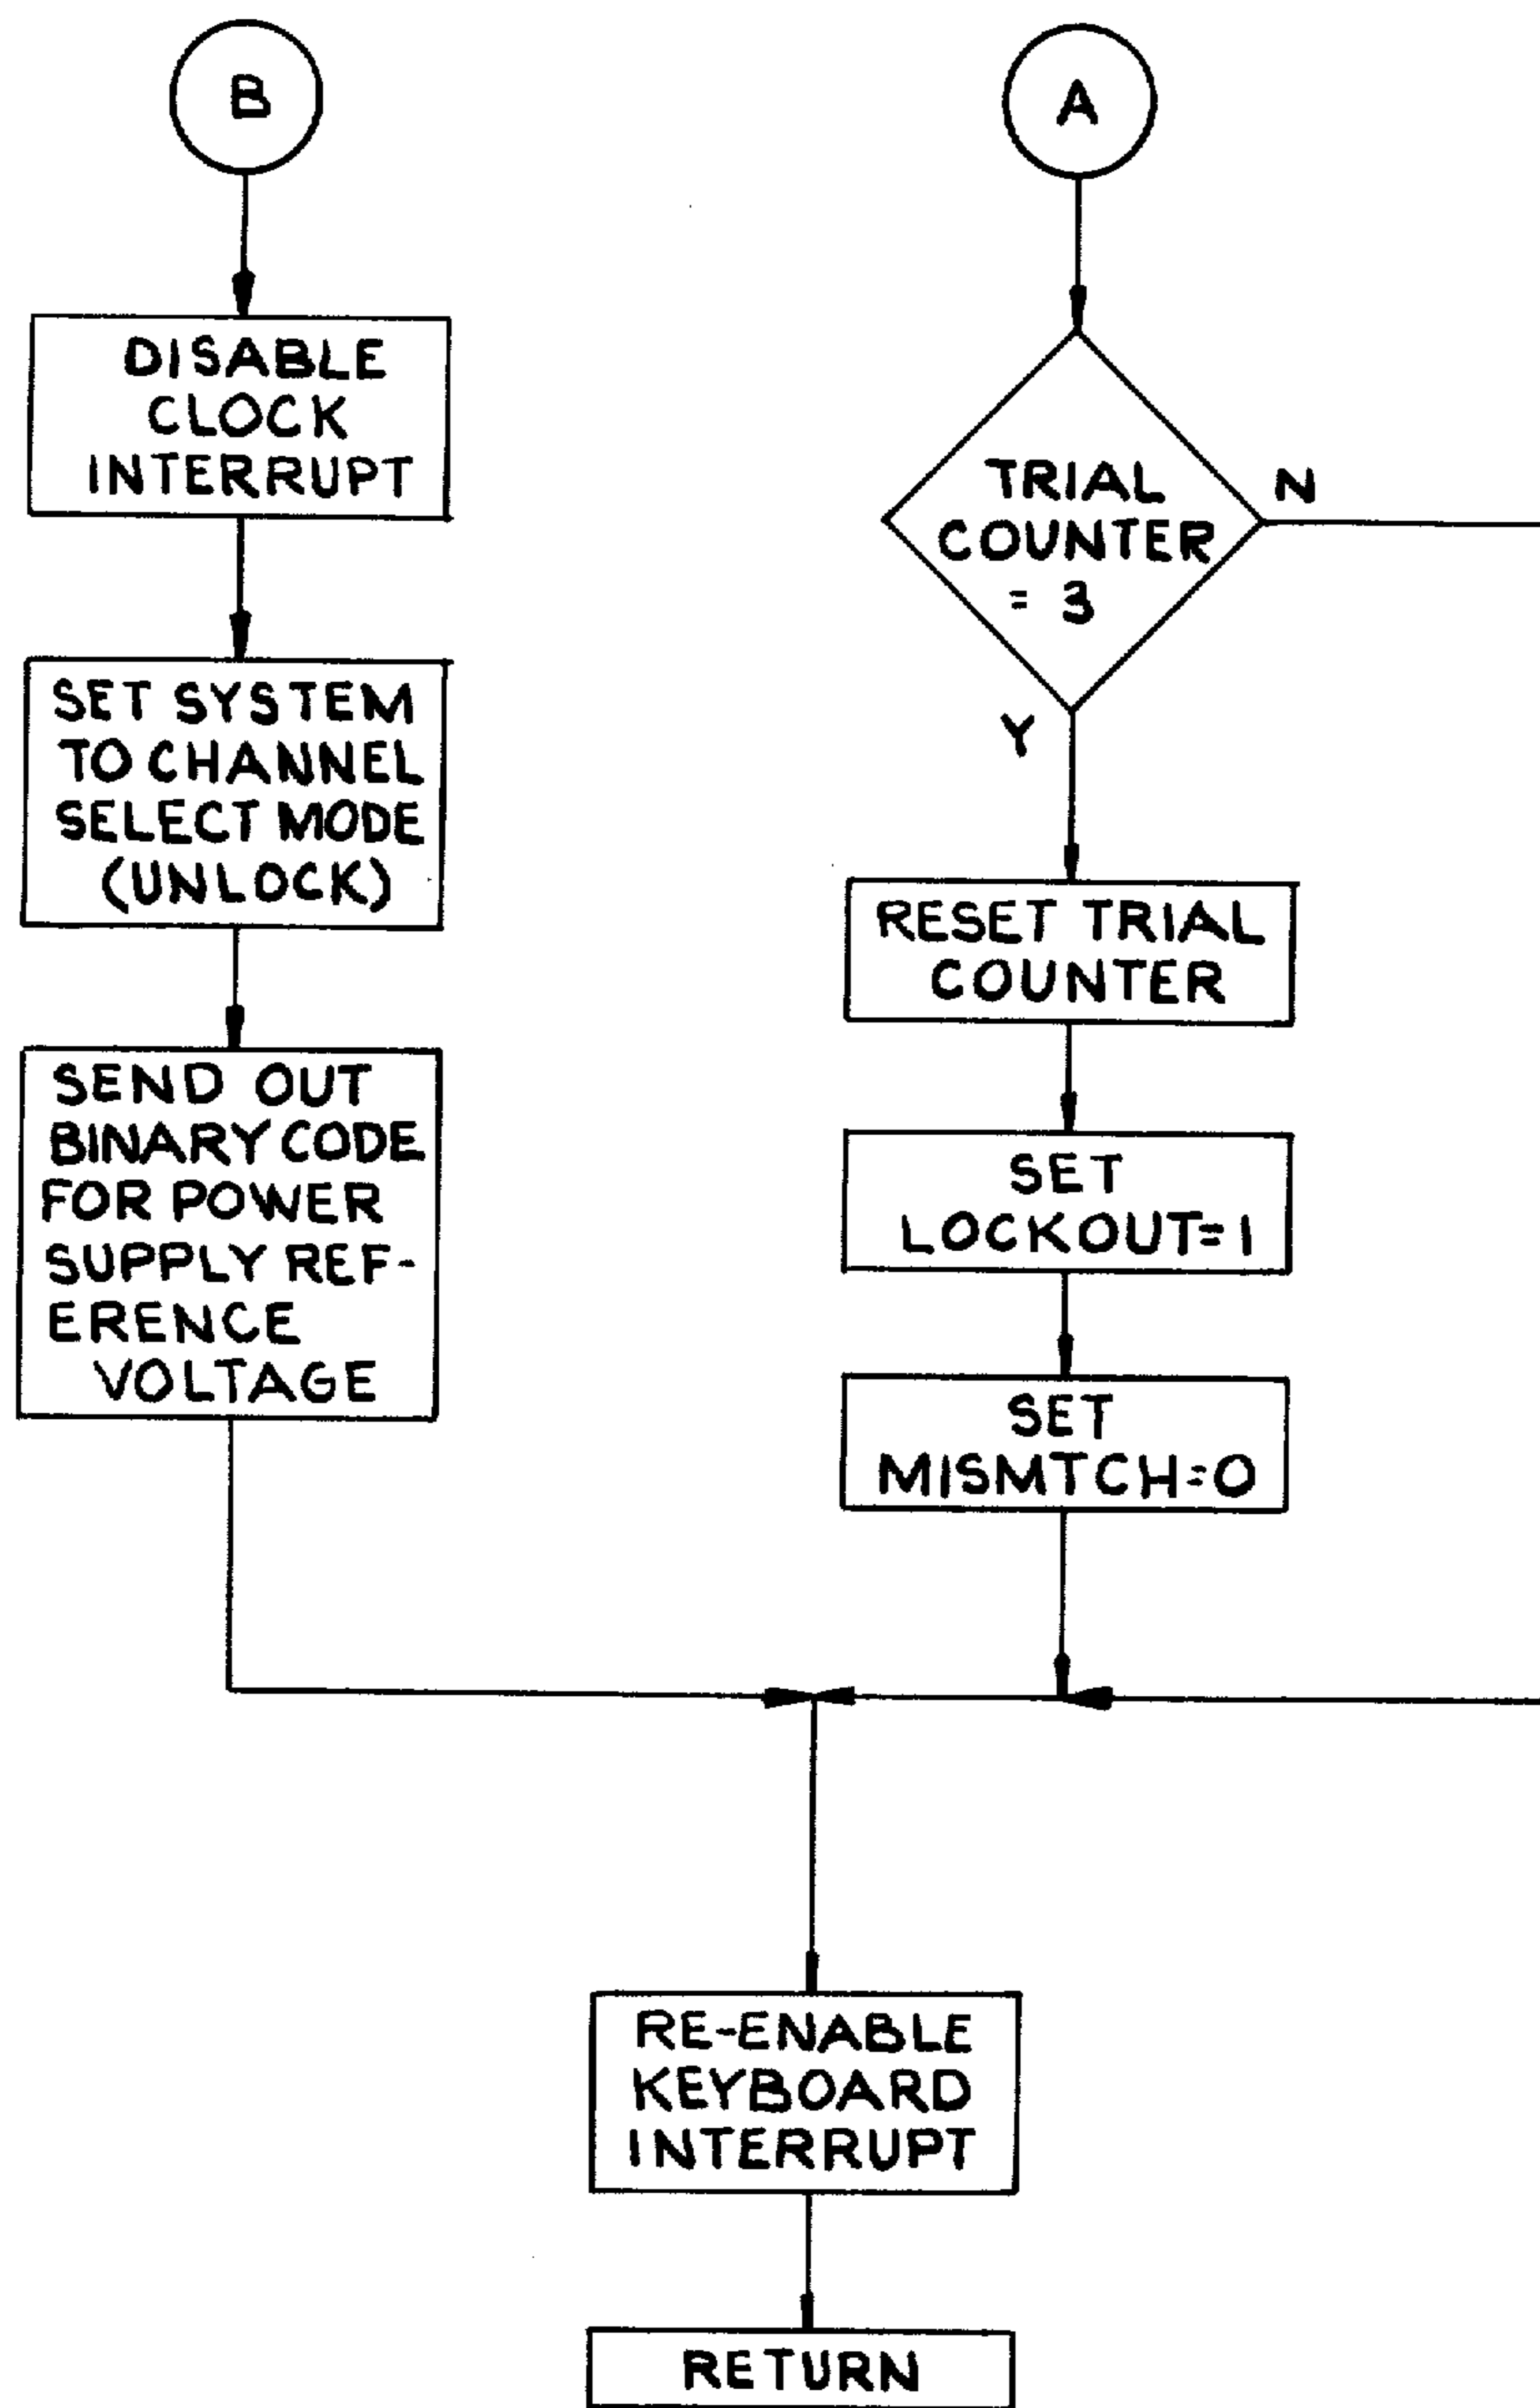 B
DISABLE
CLOCK
INTERRUPT
SET SYSTEM
TO CHANNEL
SELECT MODE
(UNLOCK)
SEND OUT
BINARY CODE
FOR POWER
SUPPLY REF-
ERENCE
VOLTAGE
A
TRIAL
COUNTER
= 3
N
Y
RESET TRIAL
COUNTER
SET
LOCKOUT=1
SET
MISMTCH=0
RE-ENABLE
KEYBOARD
INTERRUPT
RETURN